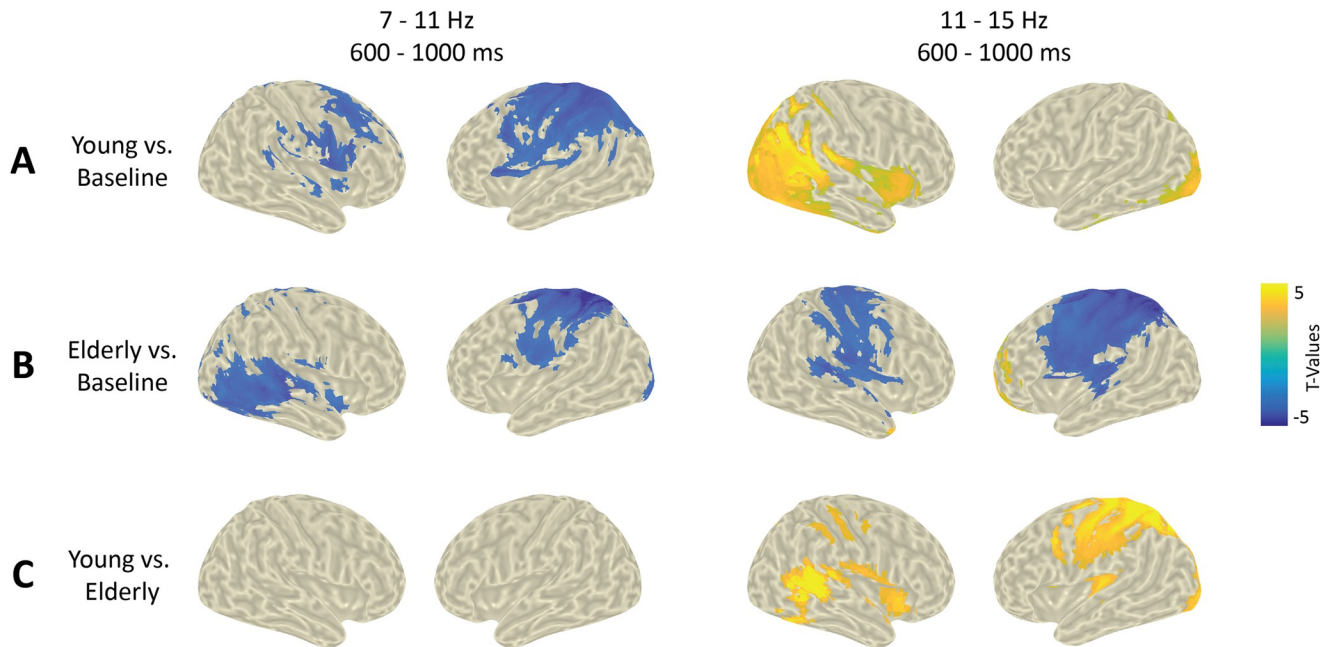 7 - 11 Hz
600 - 1000 ms
11 - 15 Hz
600 - 1000 ms
A
Young vs.
Baseline
B
Elderly vs.
Baseline
5
T-Values
-5
C
Young vs.
Elderly